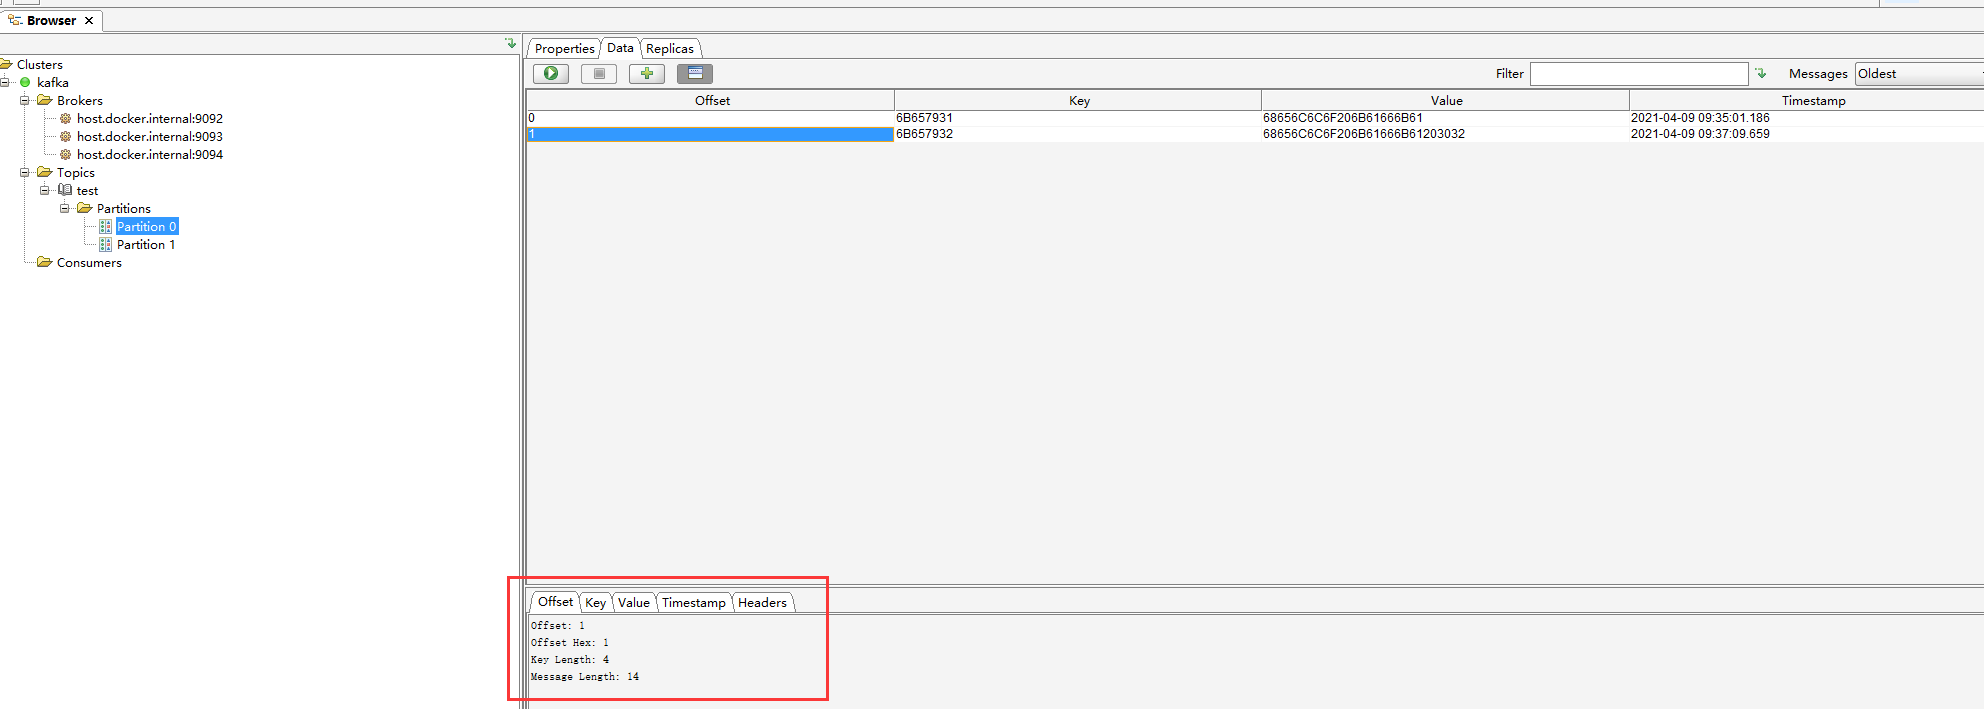 Browser
Clusters
kafka
Brokers
host.docker.internal:9092
host.docker.internal:9093
host.docker.internal:9094
Topics
test
Partitions
Partition 0
Partition 1
Consumers
Properties Data Replicas
Filter Messages Oldest
Offset Key Value Timestamp
0 6B657931 68656C6C6F206B61666B61 2021-04-09 09:35:01.186
1 6B657932 68656C6C6F206B61666B61203032 2021-04-09 09:37:09.659
Offset Key Value Timestamp Headers
Offset: 1
Offset Hex: 1
Key Length: 4
Message Length: 14